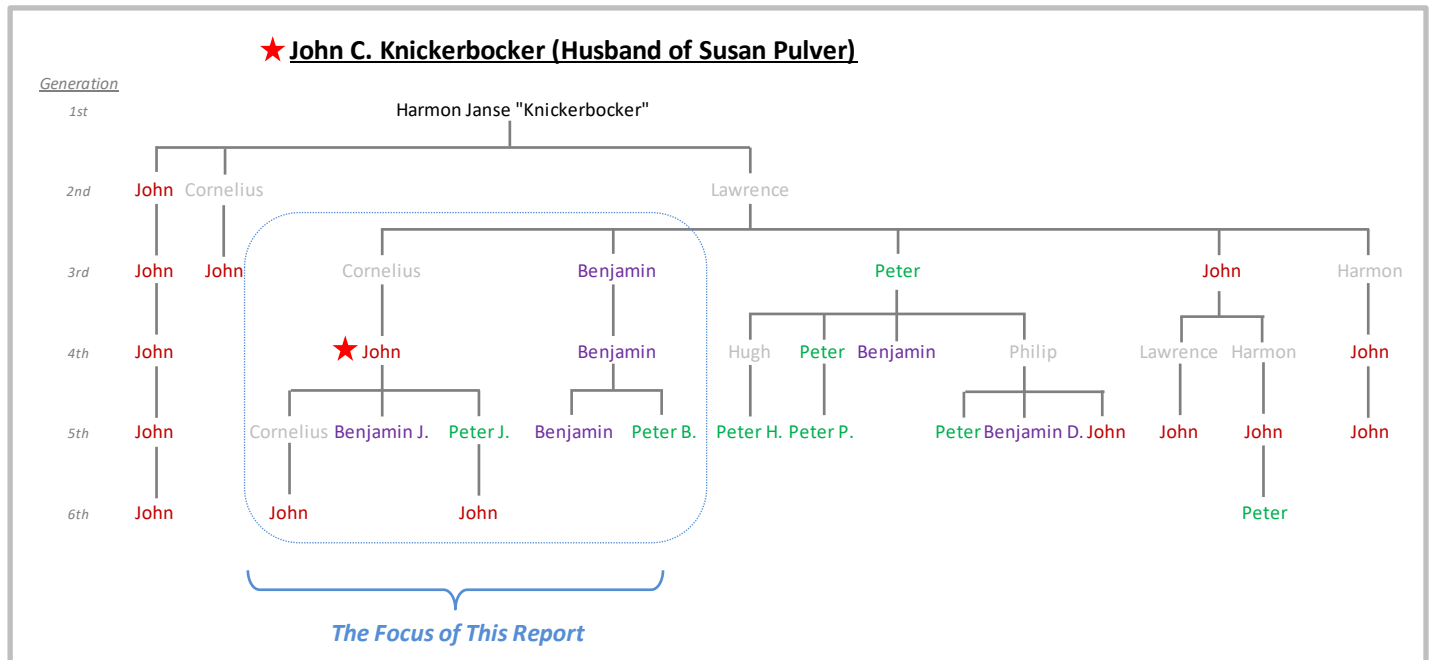 John C. Knickerbocker (Husband of Susan Pulver)
Generation
1st Harmon Janse "Knickerbocker"
2nd John Cornelius Lawrence
3rd John John Cornelius Benjamin Peter John Harmon
4th John John Benjamin Hugh Peter Benjamin Philip Lawrence Harmon John
5th John Cornelius Benjamin J. Peter J. Benjamin Peter B. Peter H. Peter P. Peter Benjamin D. John John John John
6th John John John Peter
The Focus of This Report